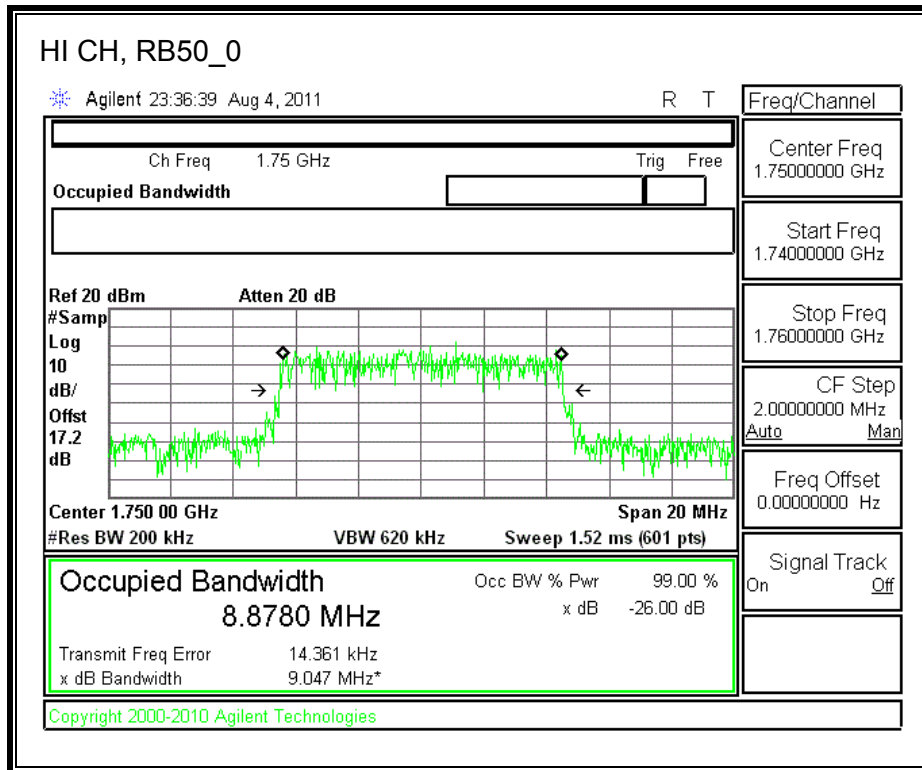 HI CH, RB50_0
Agilent 23:36:39 Aug 4, 2011 R T
Freq/Channel
Ch Freq 1.75 GHz Trig Free
Occupied Bandwidth
Center Freq
1.75000000 GHz
Start Freq
1.74000000 GHz
Stop Freq
1.76000000 GHz
CF Step
2.00000000 MHz
Auto Man
Freq Offset
0.00000000 Hz
Signal Track
On Off
Ref 20 dBm Atten 20 dB
#Samp
Log
10
dB/
Offst
17.2
dB
Center 1.750 00 GHz Span 20 MHz
#Res BW 200 kHz VBW 620 kHz Sweep 1.52 ms (601 pts)
Occupied Bandwidth Occ BW % Pwr 99.00 %
8.8780 MHz x dB -26.00 dB
Transmit Freq Error 14.361 kHz
x dB Bandwidth 9.047 MHz*
Copyright 2000-2010 Agilent Technologies